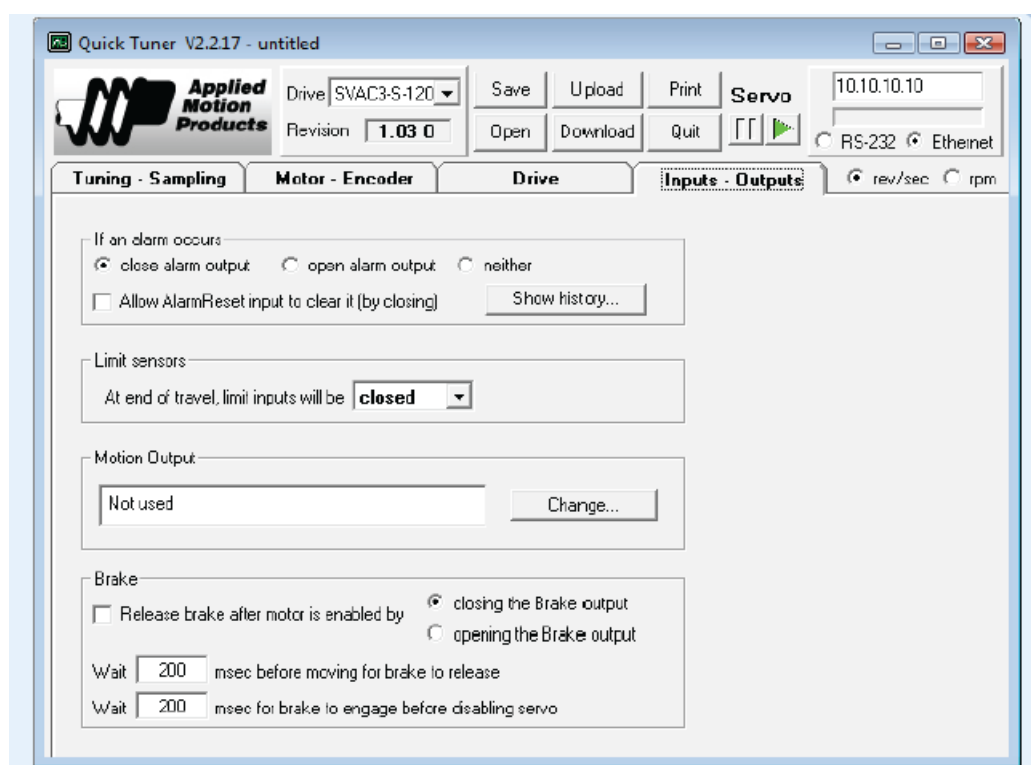 Quick Tuner V2.2.17 - untitled
Applied
Motion
Products
Drive SVAC3-S-120
Revision 1.03 0
Save Upload Print
Open Download Quit
Servo
10.10.10.10
RS-232 Ethernet
Tuning - Sampling Motor - Encoder Drive Inputs - Outputs rev/sec rpm
If an alarm occurs
close alarm output open alarm output neither
Allow AlarmReset input to clear it (by closing) Show history...
Limit sensors
At end of travel, limit inputs will be closed
Motion Output
Not used Change...
Brake
Release brake after motor is enabled by
closing the Brake output
opening the Brake output
Wait 200 msec before moving for brake to release
Wait 200 msec for brake to engage before disabling servo